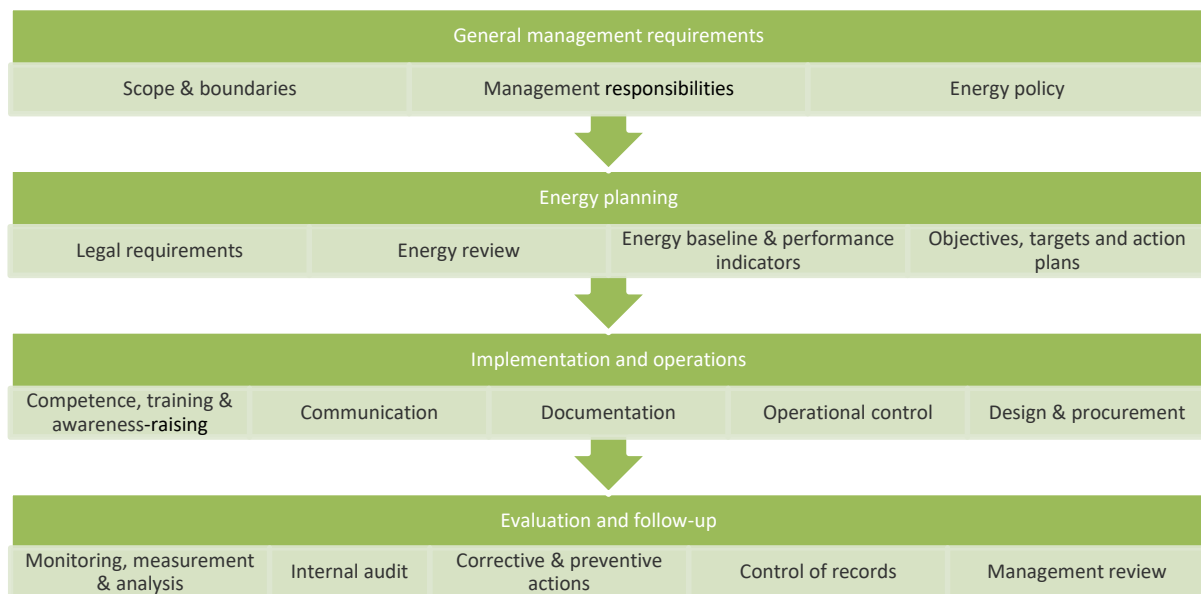 General management requirements
Scope & boundaries
Management responsibilities
Energy policy
Energy planning
Legal requirements
Energy review
Energy baseline & performance
indicators
Objectives, targets and action
plans
Implementation and operations
Competence, training &
awareness-raising
Communication
Documentation
Operational control
Design & procurement
Evaluation and follow-up
Monitoring, measurement
& analysis
Internal audit
Corrective & preventive
actions
Control of records
Management review